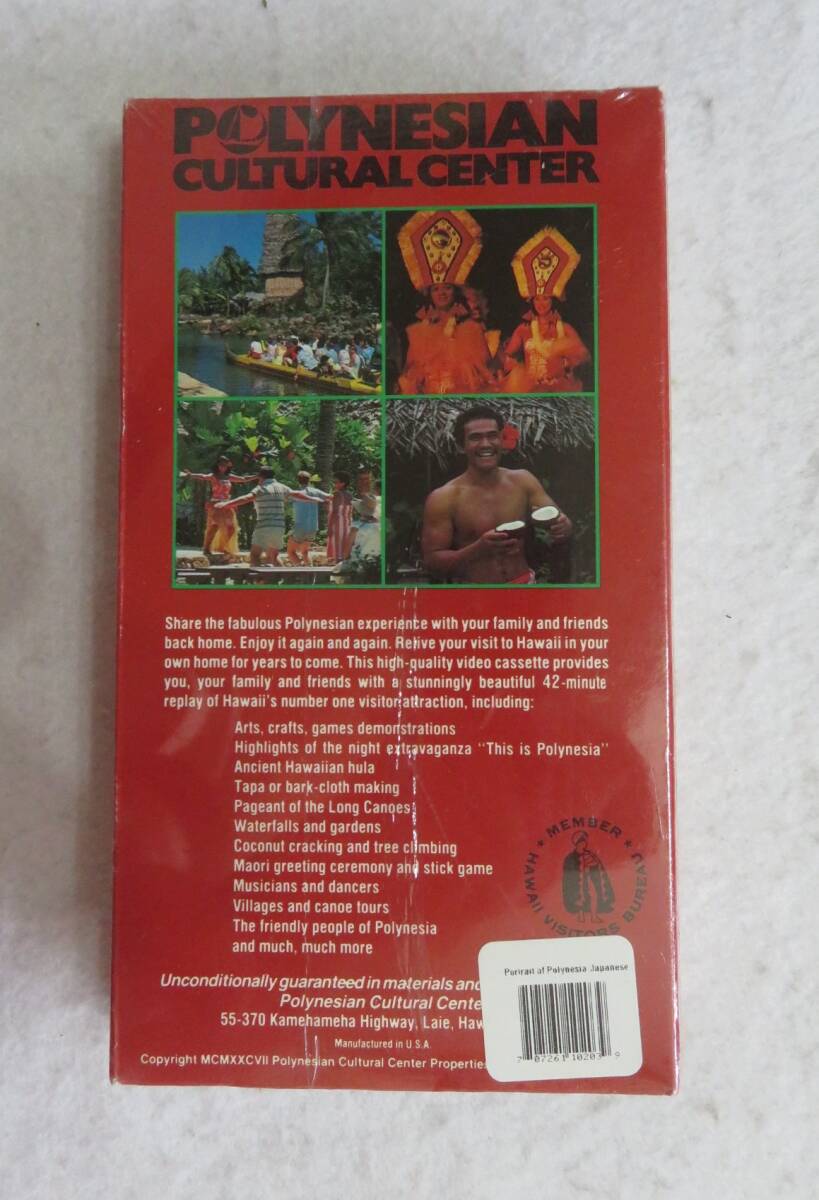 POLYNESIAN
CULTURAL CENTER
Share the fabulous Polynesian experience with your family and friends
back home. Enjoy it again and again. Relive your visit to Hawaii in your
own home for years to come. This high-quality video cassette provides
you, your family and friends with a stunningly beautiful 42-minute
replay of Hawaii's number one visitor attraction, including:
Arts, crafts, games demonstrations
Highlights of the night extravaganza "This is Polynesia"
Ancient Hawaiian hula
Tapa or bark-cloth making
Pageant of the Long Canoes
Waterfalls and gardens
Coconut cracking and tree climbing
Maori greeting ceremony and stick game
Musicians and dancers
Villages and canoe tours
The friendly people of Polynesia
and much, much more
★ MEMBER ★
HAWAII VISITORS BUREAU
Unconditionally guaranteed in materials and
Polynesian Cultural Cente
55-370 Kamehameha Highway, Laie, Haw
Manufactured in U.S.A.
Copyright MCMXXCVII Polynesian Cultural Center Propertie
Portrait of Polynesia Japanese
7 07261 10203 9